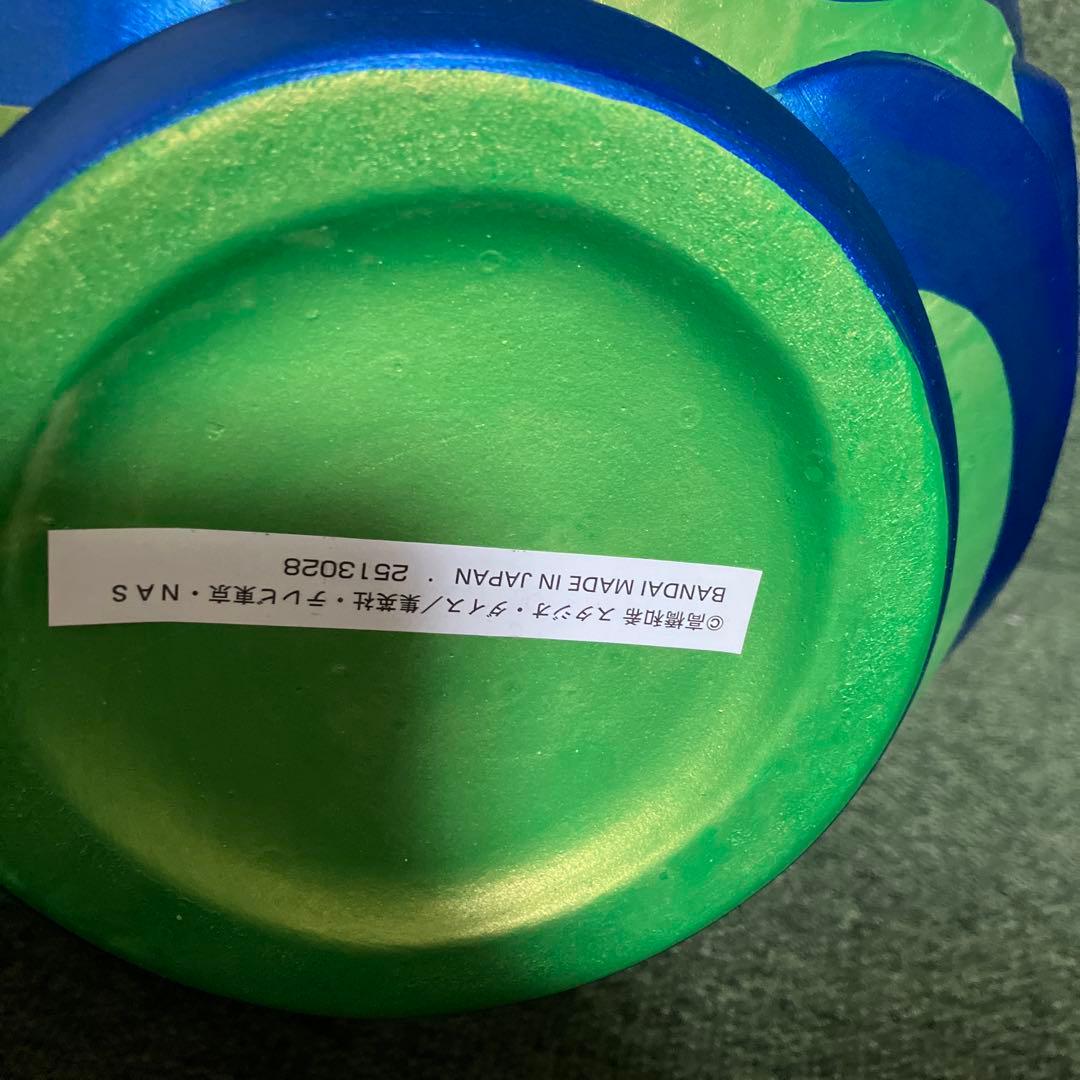 ©高橋和希 スタジオ・ダイス／集英社・テレビ東京・ＮＡＳ
BANDAI MADE IN JAPAN ・ 2513028